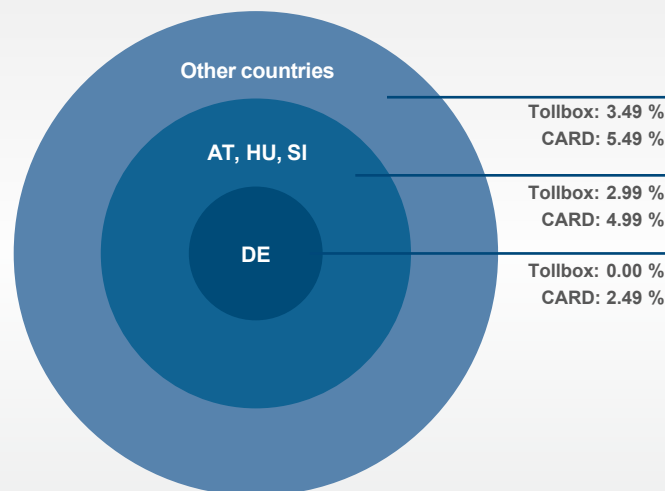 Other countries
Tollbox: 3.49 %
CARD: 5.49 %
AT, HU, SI
Tollbox: 2.99 %
CARD: 4.99 %
DE
Tollbox: 0.00 %
CARD: 2.49 %